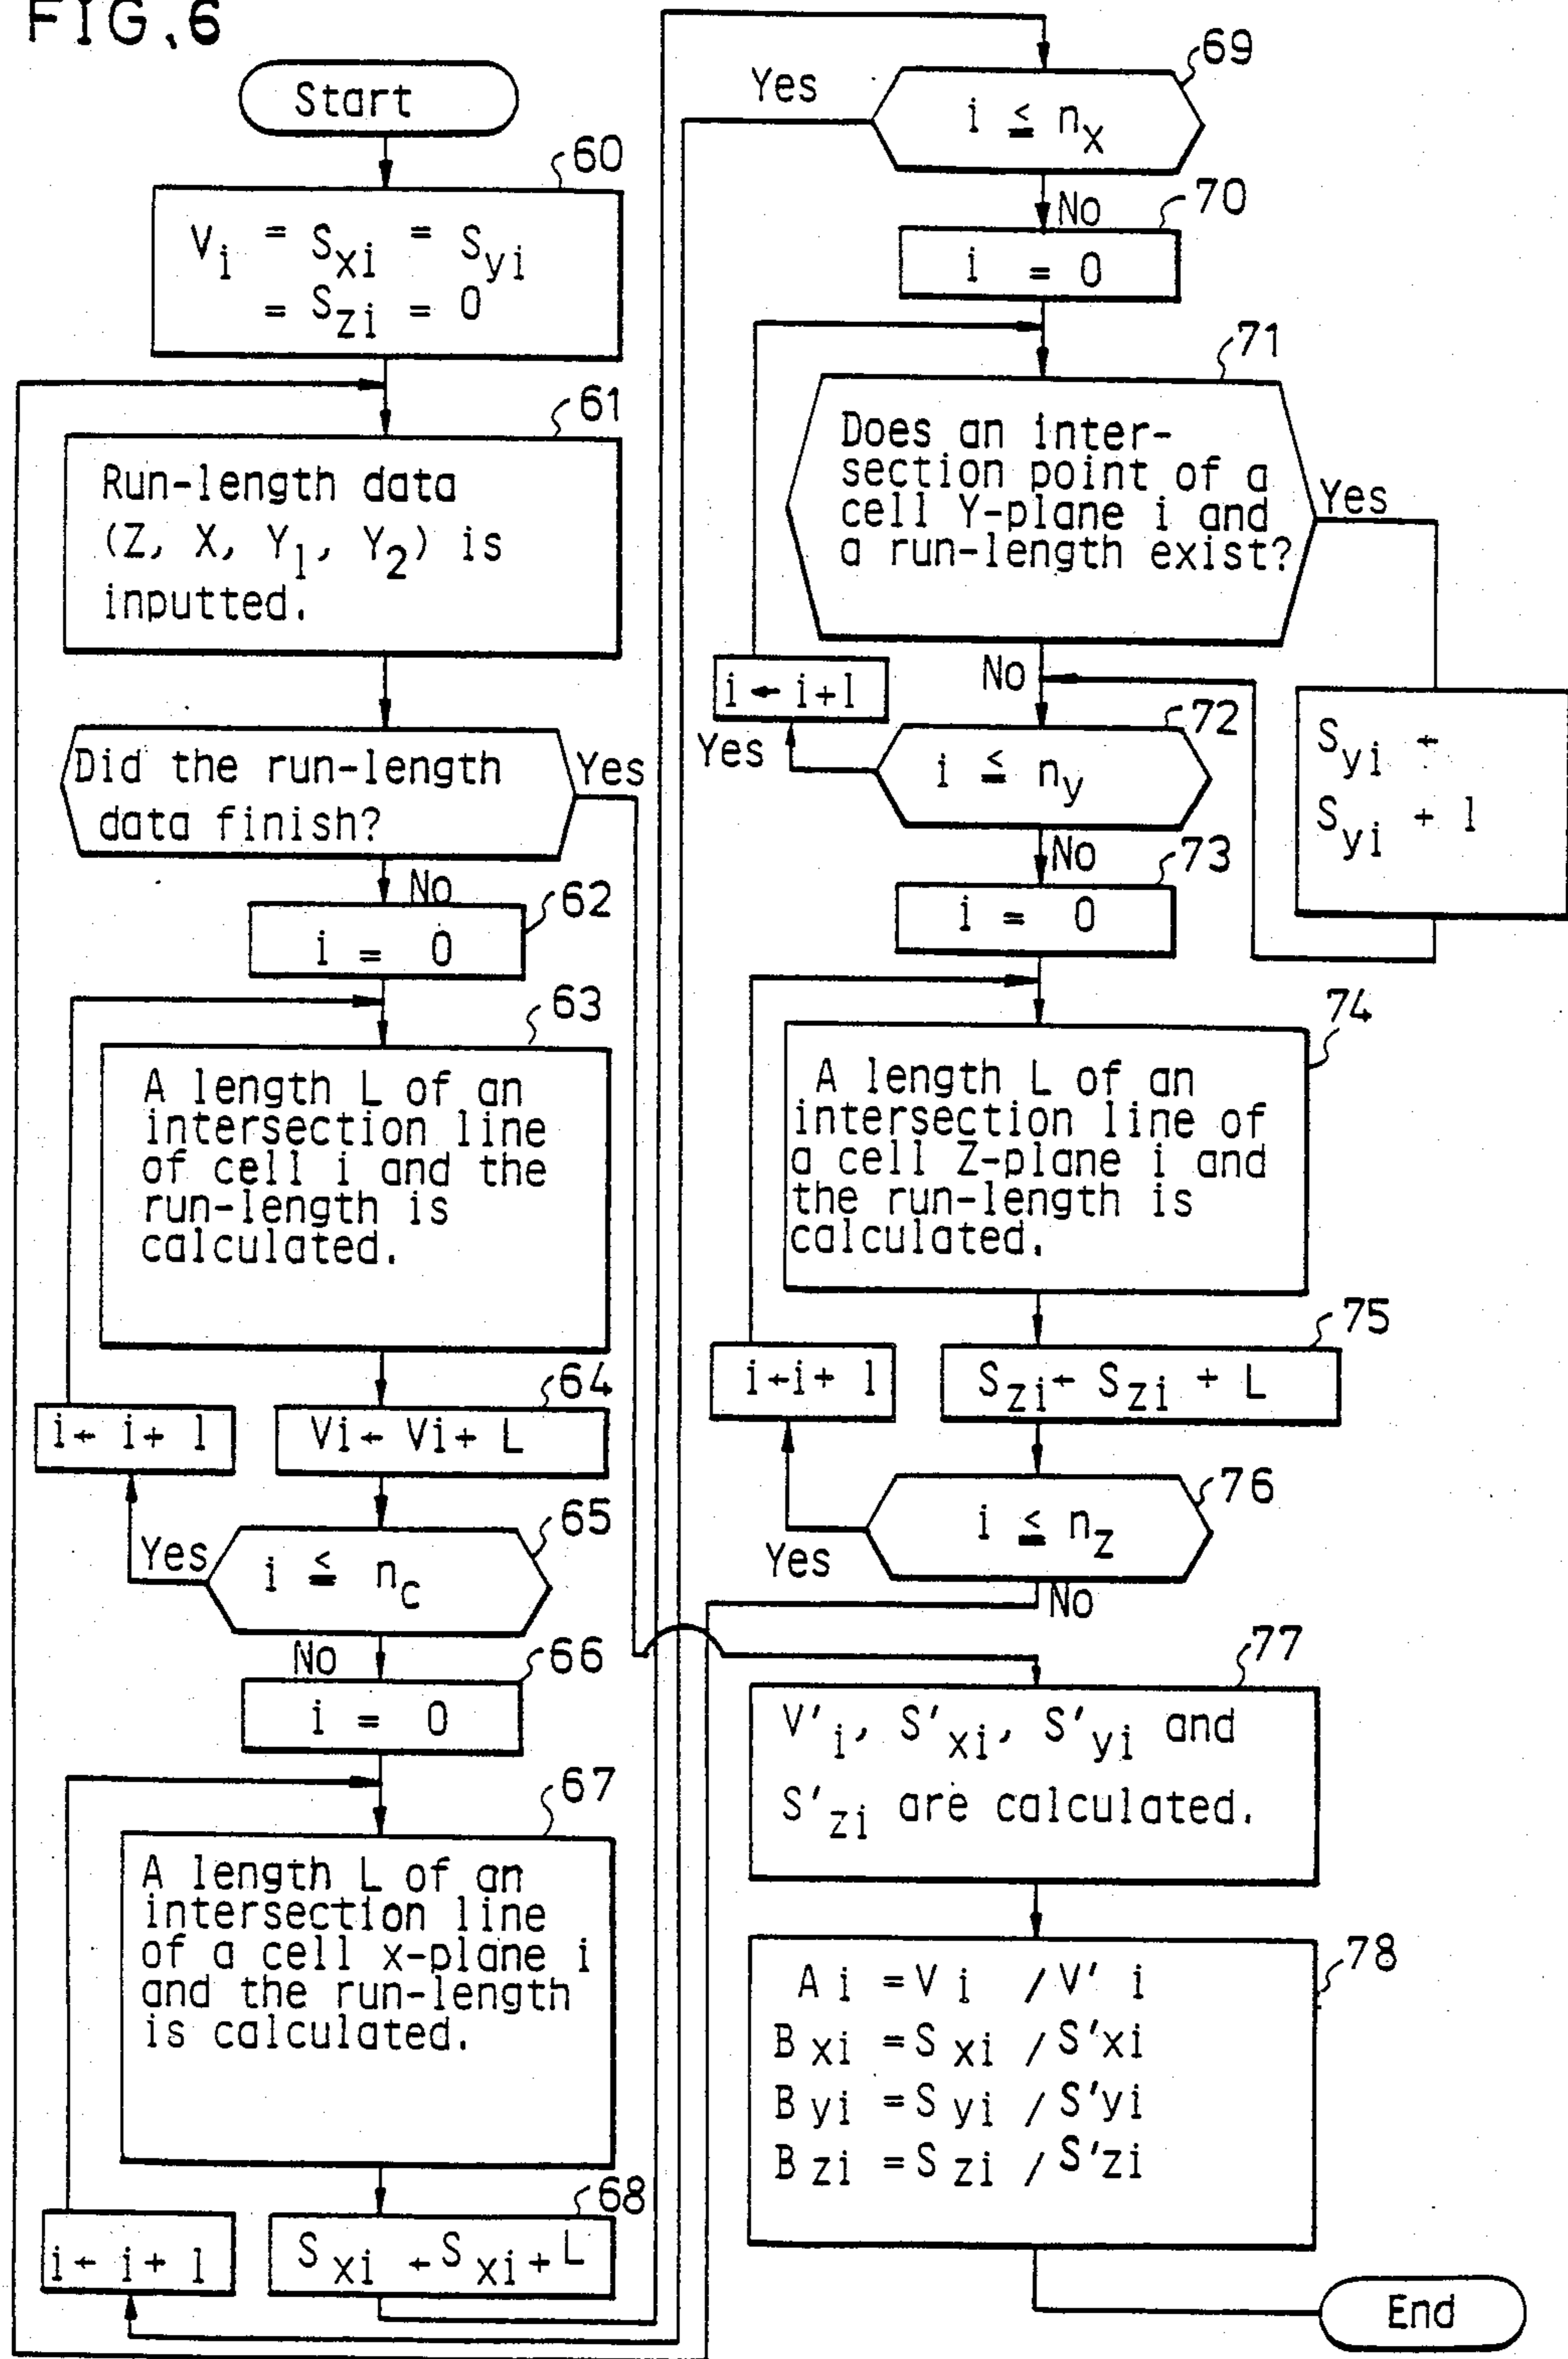 FIG.6
Start
60
Vi = Sxi = Syi
= Szi = 0
61
Run-length data
(Z, X, Y1, Y2) is
inputted.
Did the run-length
data finish?
Yes
No
62
i = 0
63
A length L of an
intersection line
of cell i and the
run-length is
calculated.
64
i ← i + 1
Vi ← Vi + L
65
Yes
i ≦ nc
No
66
i = 0
67
A length L of an
intersection line
of a cell x-plane i
and the run-length
is calculated.
68
i ← i + 1
Sxi ← Sxi + L
69
Yes
i ≦ nx
No
70
i = 0
71
Does an inter-
section point of a
cell Y-plane i and
a run-length exist?
Yes
No
i ← i+1
72
Yes
i ≦ ny
Syi ←
Syi + 1
No
73
i = 0
74
A length L of an
intersection line of
a cell Z-plane i and
the run-length is
calculated.
75
i ← i + 1
Szi ← Szi + L
76
i ≦ nz
Yes
No
77
V'i, S'xi, S'yi and
S'zi are calculated.
78
Ai = Vi / V'i
Bxi = Sxi / S'xi
Byi = Syi / S'yi
Bzi = Szi / S'zi
End